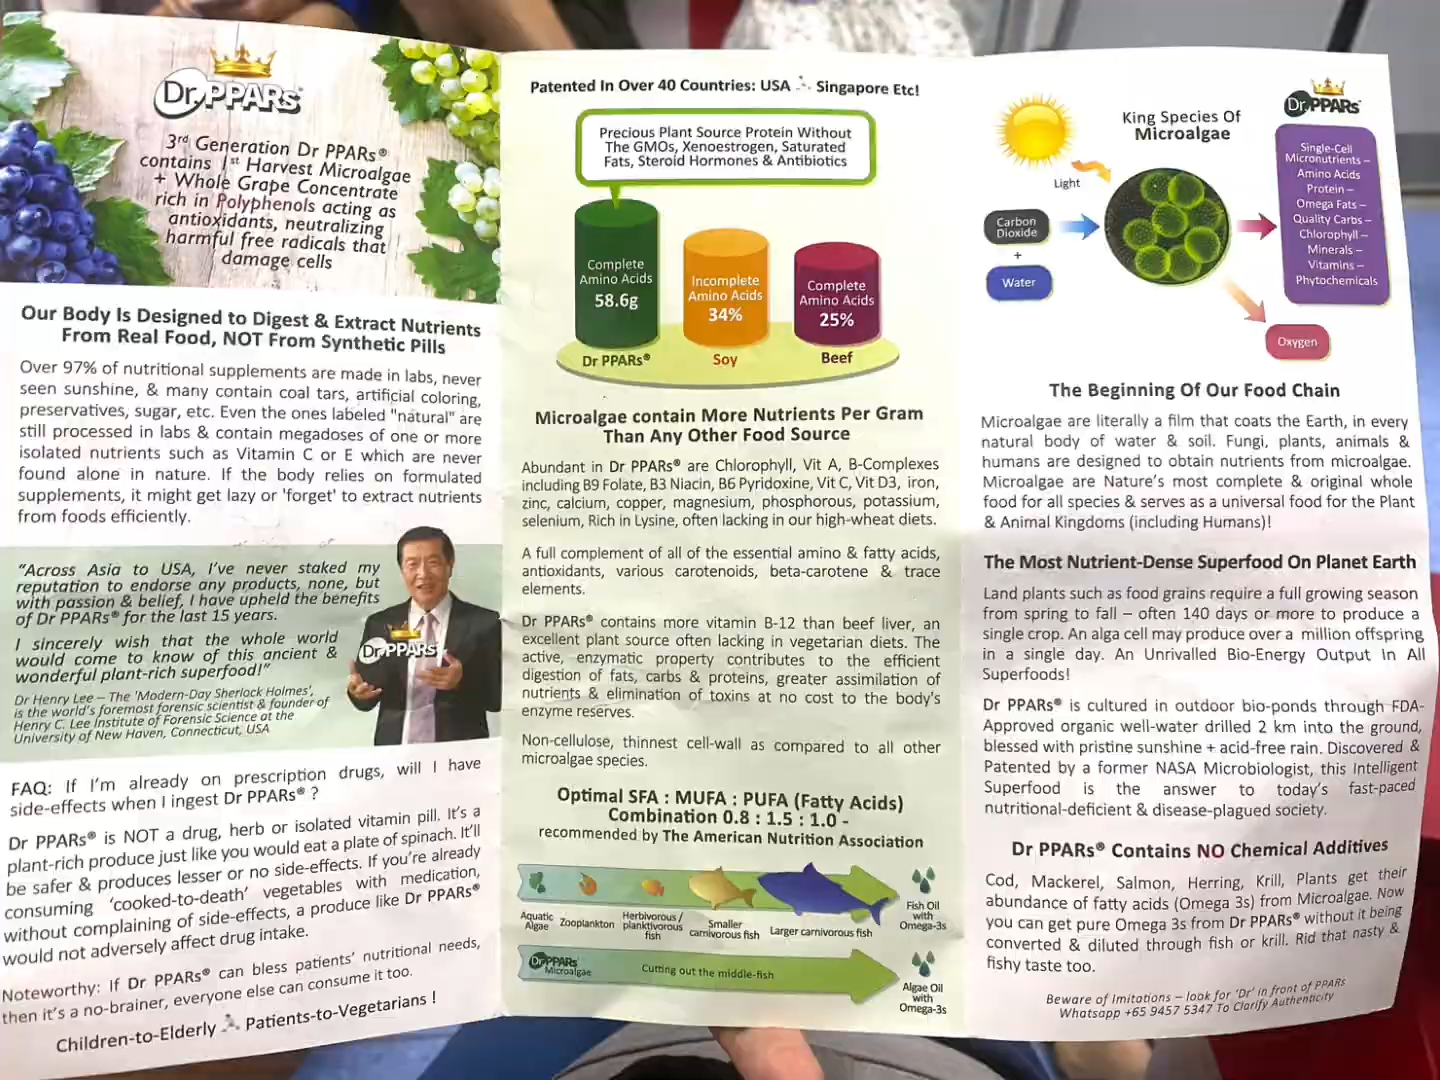 Dr PPARs
3rd Generation Dr PPARs®
contains 1st Harvest Microalgae
+ Whole Grape Concentrate
rich in Polyphenols acting as
antioxidants, neutralizing
harmful free radicals that
damage cells
Our Body Is Designed to Digest & Extract Nutrients
From Real Food, NOT From Synthetic Pills
Over 97% of nutritional supplements are made in labs, never
seen sunshine, & many contain coal tars, artificial coloring,
preservatives, sugar, etc. Even the ones labeled "natural" are
still processed in labs & contain megadoses of one or more
isolated nutrients such as Vitamin C or E which are never
found alone in nature. If the body relies on formulated
supplements, it might get lazy or 'forget' to extract nutrients
from foods efficiently.
"Across Asia to USA, I've never staked my
reputation to endorse any products, none, but
with passion & belief, I have upheld the benefits
of Dr PPARs® for the last 15 years.
I sincerely wish that the whole world
would come to know of this ancient &
wonderful plant-rich superfood!"
Dr Henry Lee – The 'Modern-Day Sherlock Holmes',
is the world's foremost forensic scientist & founder of
Henry C. Lee Institute of Forensic Science at the
University of New Haven, Connecticut, USA
Dr PPARs
FAQ: If I'm already on prescription drugs, will I have
side-effects when I ingest Dr PPARs® ?
Dr PPARs® is NOT a drug, herb or isolated vitamin pill. It's a
plant-rich produce just like you would eat a plate of spinach. It'll
be safer & produces lesser or no side-effects. If you're already
consuming 'cooked-to-death' vegetables with medication,
without complaining of side-effects, a produce like Dr PPARs®
would not adversely affect drug intake.
Noteworthy: If Dr PPARs® can bless patients' nutritional needs,
then it's a no-brainer, everyone else can consume it too.
Children-to-Elderly Patients-to-Vegetarians !
Patented In Over 40 Countries: USA Singapore Etc!
Precious Plant Source Protein Without
The GMOs, Xenoestrogen, Saturated
Fats, Steroid Hormones & Antibiotics
Complete
Amino Acids
58.6g
Incomplete
Amino Acids
34%
Complete
Amino Acids
25%
Dr PPARs®
Soy
Beef
Microalgae contain More Nutrients Per Gram
Than Any Other Food Source
Abundant in Dr PPARs® are Chlorophyll, Vit A, B-Complexes
including B9 Folate, B3 Niacin, B6 Pyridoxine, Vit C, Vit D3, iron,
zinc, calcium, copper, magnesium, phosphorous, potassium,
selenium, Rich in Lysine, often lacking in our high-wheat diets.
A full complement of all of the essential amino & fatty acids,
antioxidants, various carotenoids, beta-carotene & trace
elements.
Dr PPARs® contains more vitamin B-12 than beef liver, an
excellent plant source often lacking in vegetarian diets. The
active, enzymatic property contributes to the efficient
digestion of fats, carbs & proteins, greater assimilation of
nutrients & elimination of toxins at no cost to the body's
enzyme reserves.
Non-cellulose, thinnest cell-wall as compared to all other
microalgae species.
Optimal SFA : MUFA : PUFA (Fatty Acids)
Combination 0.8 : 1.5 : 1.0 -
recommended by The American Nutrition Association
Aquatic
Algae
Zooplankton
Herbivorous /
planktivorous
fish
Smaller
carnivorous fish
Larger carnivorous fish
Fish Oil
with
Omega-3s
Dr PPARs
Microalgae
Cutting out the middle-fish
Algae Oil
with
Omega-3s
King Species Of
Microalgae
Light
Carbon
Dioxide
+
Water
Oxygen
Dr PPARs
Single-Cell
Micronutrients –
Amino Acids
Protein –
Omega Fats –
Quality Carbs –
Chlorophyll –
Minerals –
Vitamins –
Phytochemicals
The Beginning Of Our Food Chain
Microalgae are literally a film that coats the Earth, in every
natural body of water & soil. Fungi, plants, animals &
humans are designed to obtain nutrients from microalgae.
Microalgae are Nature's most complete & original whole
food for all species & serves as a universal food for the Plant
& Animal Kingdoms (including Humans)!
The Most Nutrient-Dense Superfood On Planet Earth
Land plants such as food grains require a full growing season
from spring to fall – often 140 days or more to produce a
single crop. An alga cell may produce over a million offspring
in a single day. An Unrivalled Bio-Energy Output In All
Superfoods!
Dr PPARs® is cultured in outdoor bio-ponds through FDA-
Approved organic well-water drilled 2 km into the ground,
blessed with pristine sunshine + acid-free rain. Discovered &
Patented by a former NASA Microbiologist, this Intelligent
Superfood is the answer to today's fast-paced
nutritional-deficient & disease-plagued society.
Dr PPARs® Contains NO Chemical Additives
Cod, Mackerel, Salmon, Herring, Krill, Plants get their
abundance of fatty acids (Omega 3s) from Microalgae. Now
you can get pure Omega 3s from Dr PPARs® without it being
converted & diluted through fish or krill. Rid that nasty &
fishy taste too.
Beware of Imitations – look for 'Dr' in front of PPARs
Whatsapp +65 9457 5347 To Clarify Authenticity